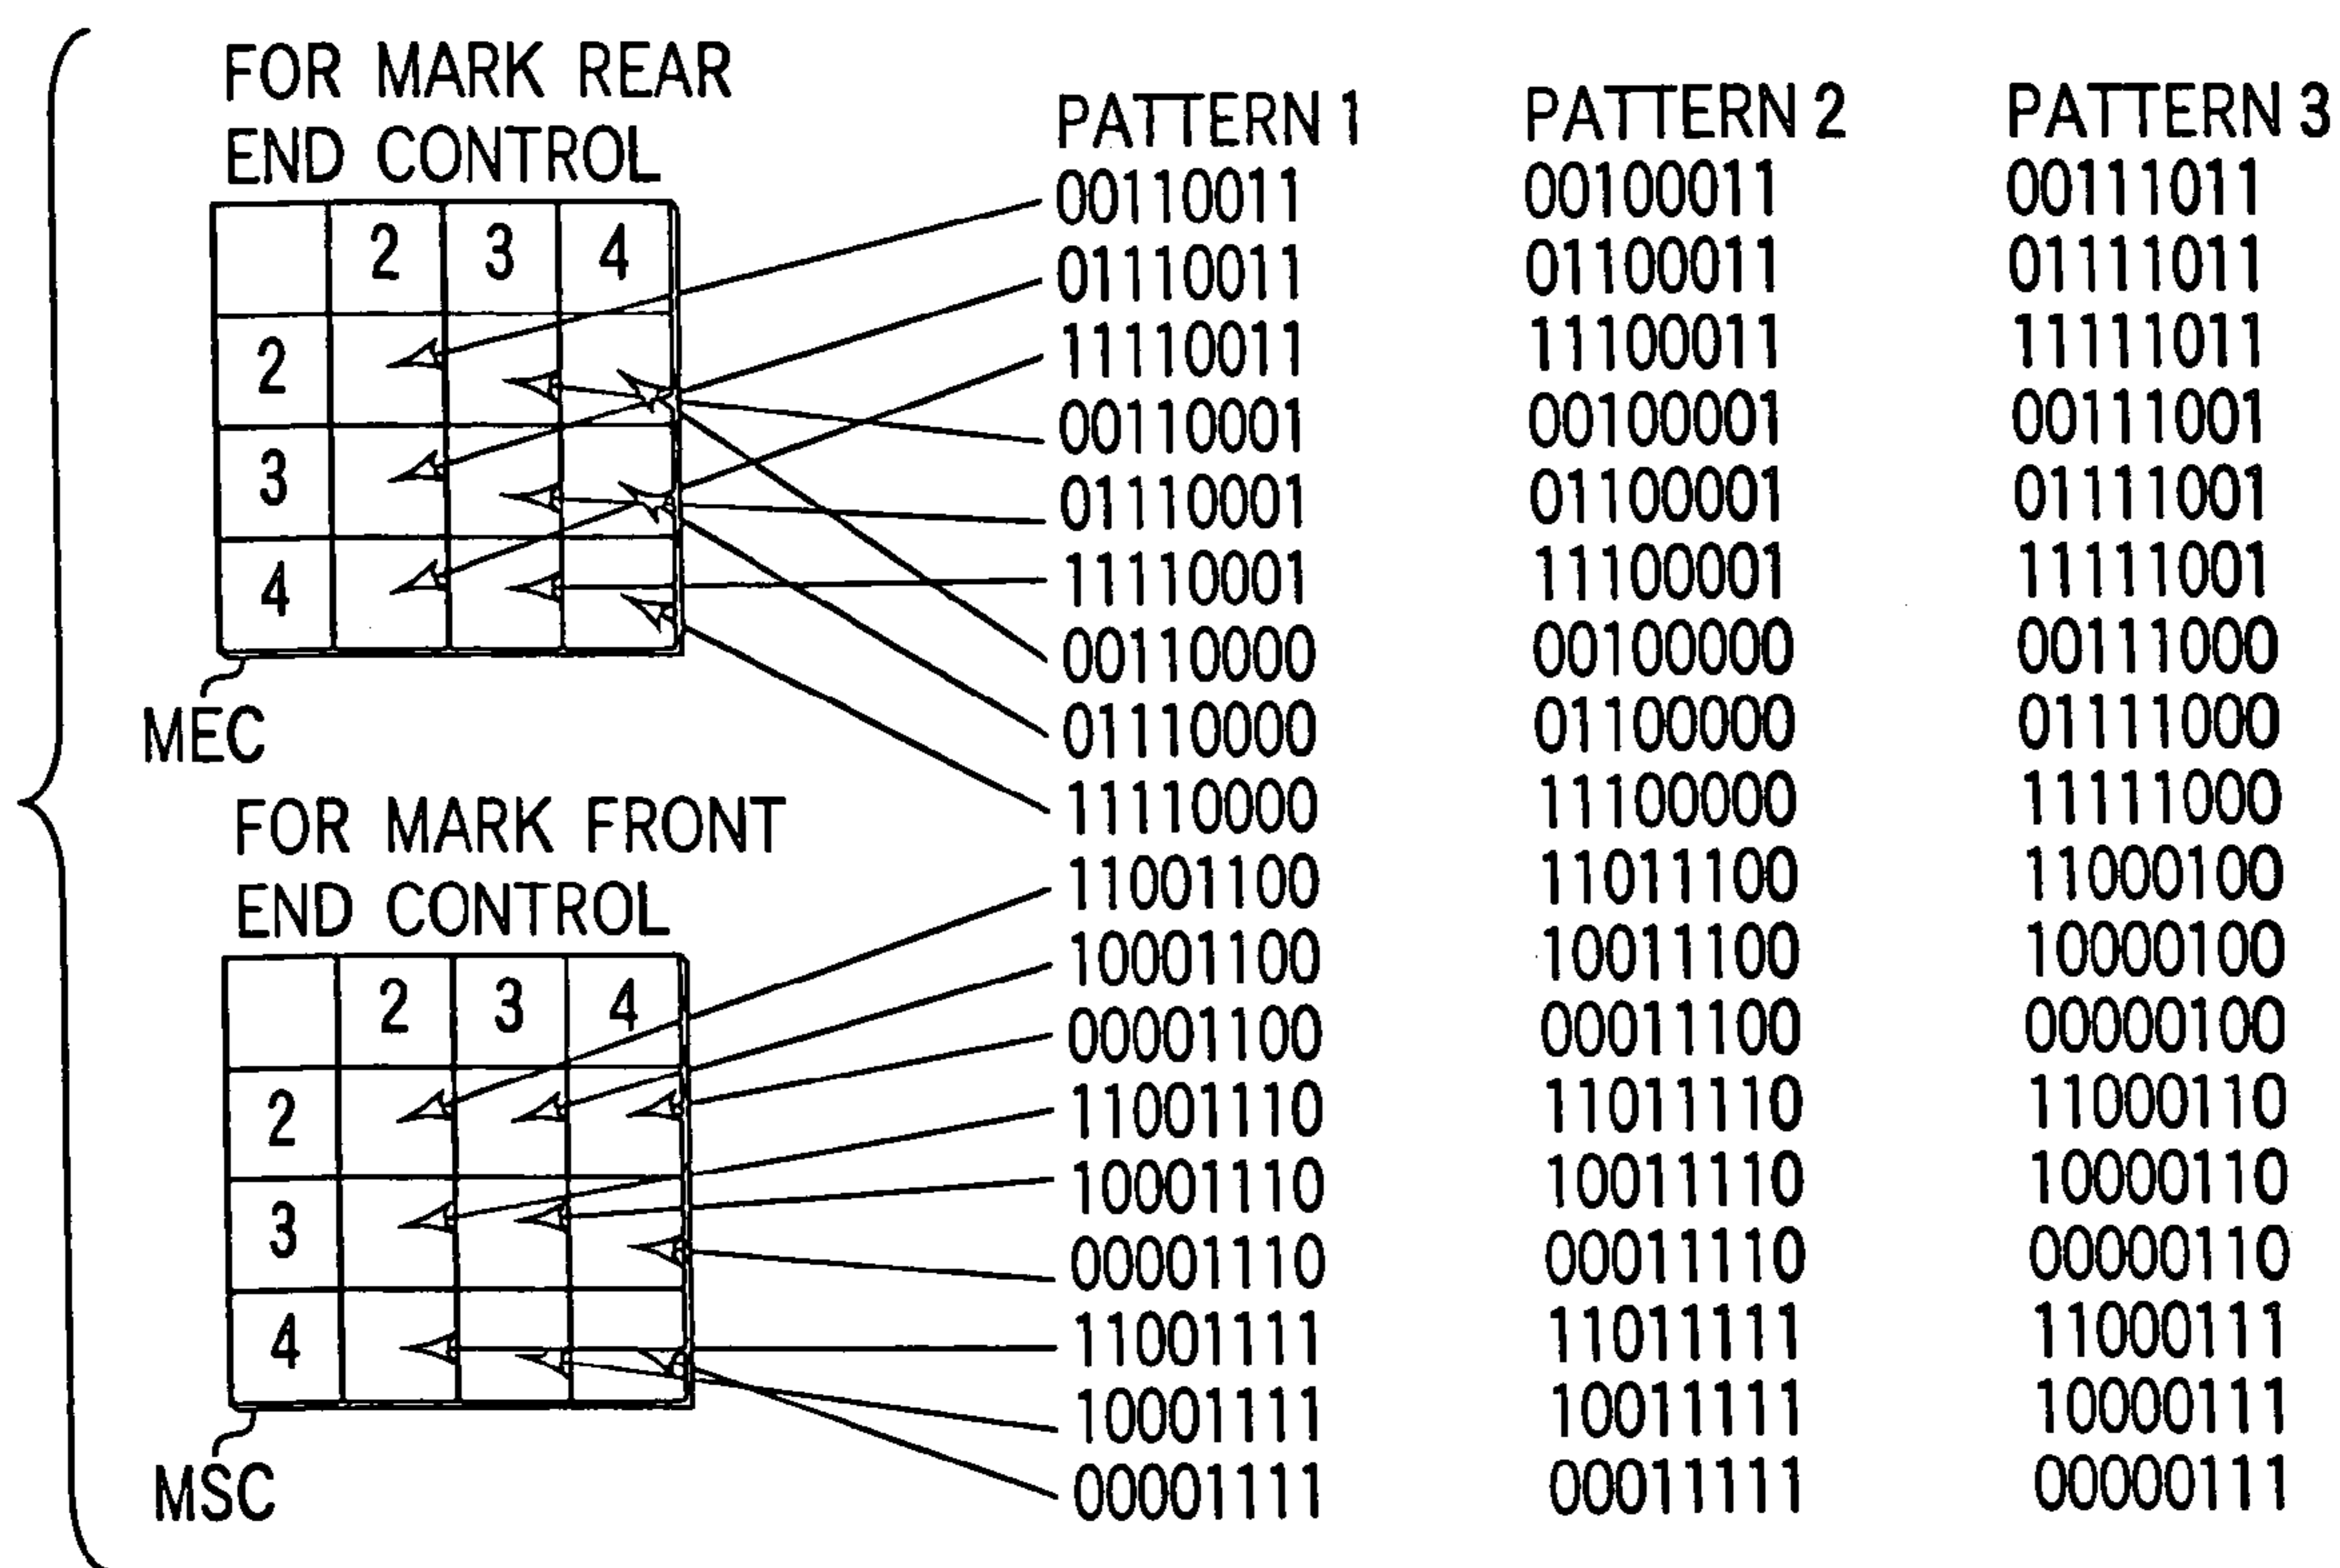 FOR MARK REAR
END CONTROL
2 3 4
2
3
4
MEC
FOR MARK FRONT
END CONTROL
2 3 4
2
3
4
MSC
PATTERN 1 PATTERN 2 PATTERN 3
00110011 00100011 00111011
01110011 01100011 01111011
11110011 11100011 11111011
00110001 00100001 00111001
01110001 01100001 01111001
11110001 11100001 11111001
00110000 00100000 00111000
01110000 01100000 01111000
11110000 11100000 11111000
11001100 11011100 11000100
10001100 10011100 10000100
00001100 00011100 00000100
11001110 11011110 11000110
10001110 10011110 10000110
00001110 00011110 00000110
11001111 11011111 11000111
10001111 10011111 10000111
00001111 00011111 00000111